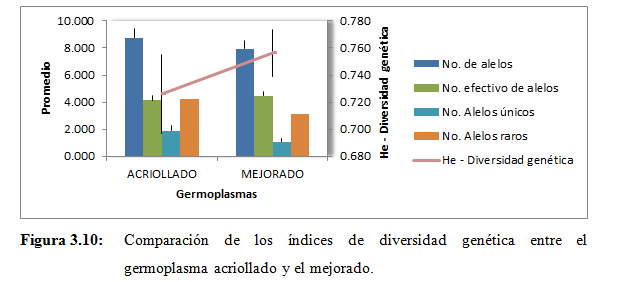 10.000
8.000
6.000
4.000
2.000
0.000
Promedio
0.780
0.760
0.740
0.720
0.700
0.680
He - Diversidad genética
ACRIOLLADO MEJORADO
Germoplasmas
No. de alelos
No. efectivo de alelos
No. Alelos únicos
No. Alelos raros
He - Diversidad genética
Figura 3.10: Comparación de los índices de diversidad genética entre el
germoplasma acriollado y el mejorado.